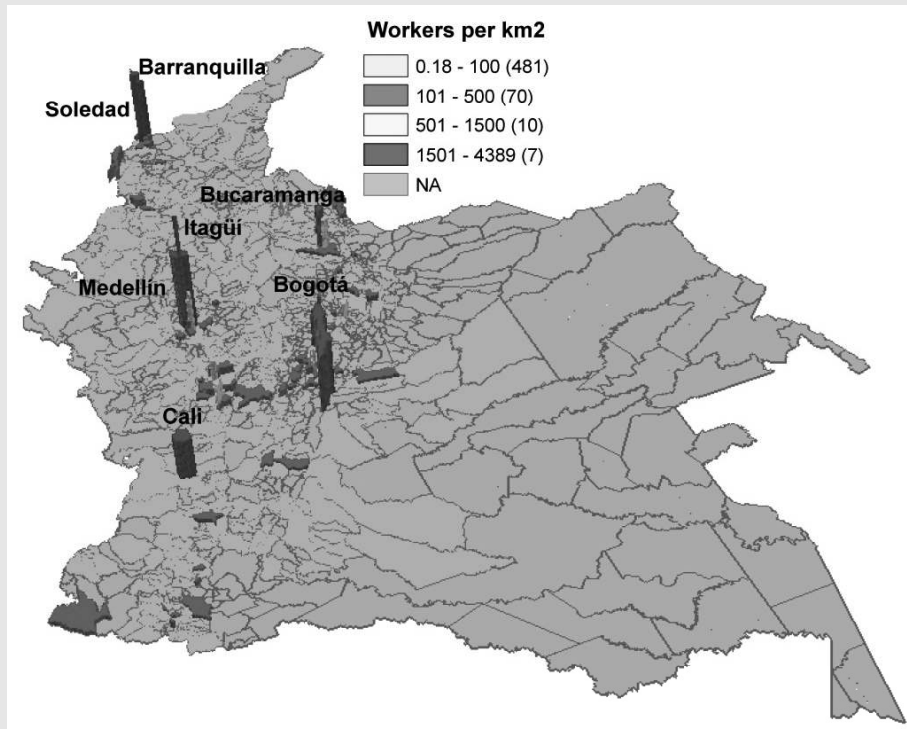 Workers per km2
0.18 - 100 (481)
101 - 500 (70)
501 - 1500 (10)
1501 - 4389 (7)
NA
Barranquilla
Soledad
Bucaramanga
Itagüí
Medellín
Bogotá
Cali